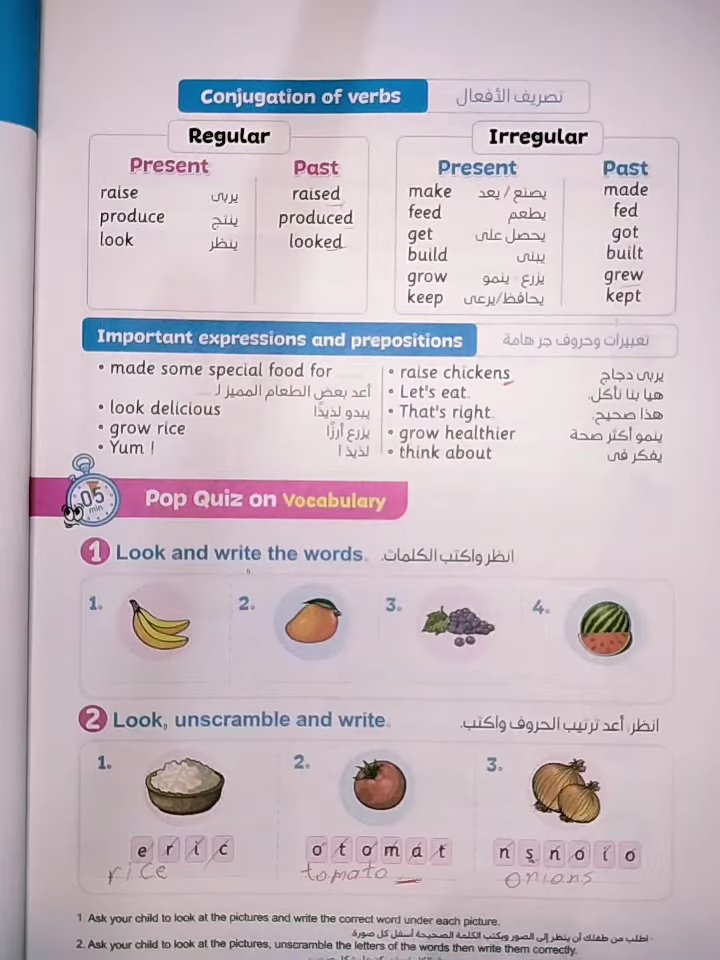 Conjugation of verbs تصريف الأفعال
Regular
Present Past
raise يربى raised
produce ينتج produced
look ينظر looked
Irregular
Present Past
make يصنع / يعد made
feed يطعم fed
get يحصل على got
build يبنى built
grow يزرع - ينمو grew
keep يحافظ/يرعى kept
Important expressions and prepositions تعبيرات وحروف جر هامة
• made some special food for
أعد بعض الطعام المميز لـ
• look delicious يبدو لذيذًا
• grow rice يزرع أرزًا
• Yum ! لذيذ !
• raise chickens يربى دجاج
• Let's eat. هيا بنا نأكل.
• That's right. هذا صحيح.
• grow healthier ينمو أكثر صحة
• think about يفكر فى
05 min.
Pop Quiz on Vocabulary
1 Look and write the words. انظر واكتب الكلمات.
1. 2. 3. 4.
2 Look, unscramble and write. انظر أعد ترتيب الحروف واكتب.
1. 2. 3.
e r i c o t o m a t n s n o i o
rice tomato onions
1 Ask your child to look at the pictures and write the correct word under each picture.
اطلب من طفلك أن ينظر إلى الصور ويكتب الكلمة الصحيحة أسفل كل صورة
2. Ask your child to look at the pictures, unscramble the letters of the words then write them correctly.